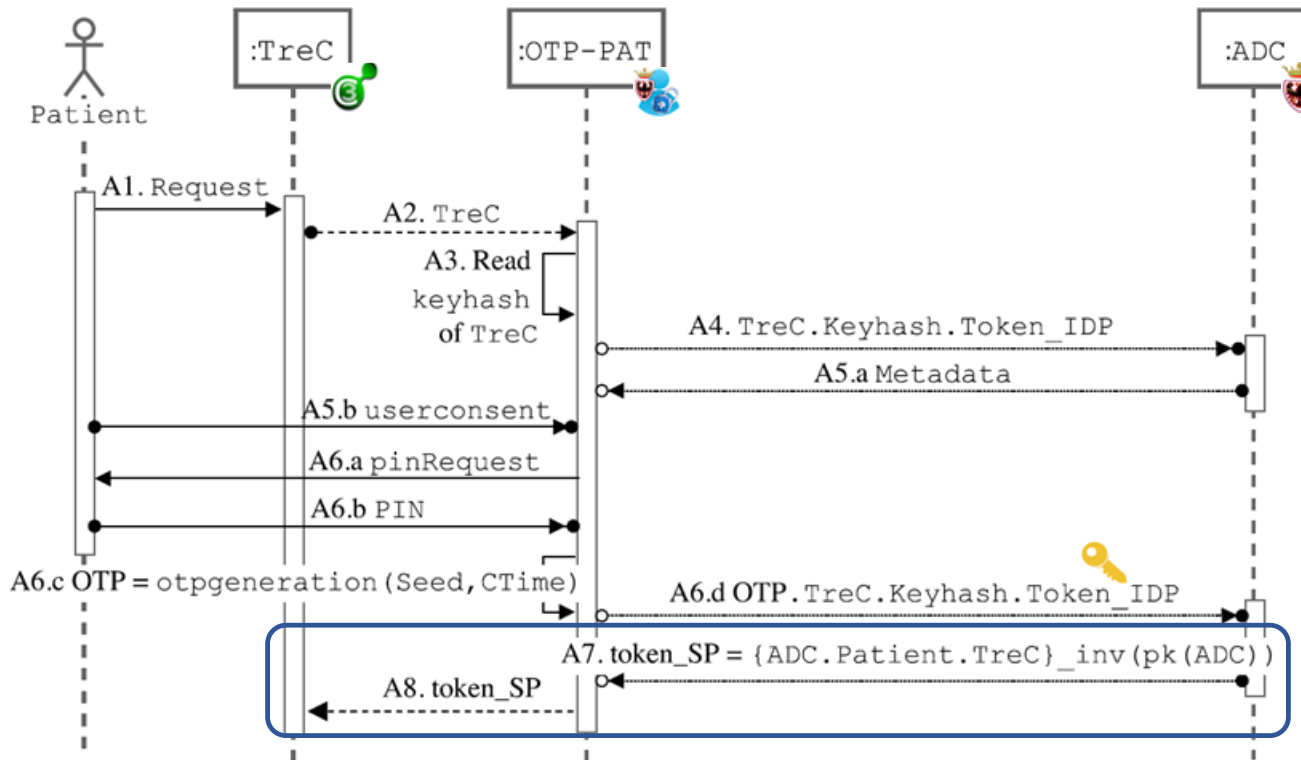 :TreC
:OTP-PAT
:ADC
Patient
A1. Request
A2. TreC
A3. Read
keyhash
of TreC
A4. TreC.Keyhash.Token_IDP
A5.a Metadata
A5.b userconsent
A6.a pinRequest
A6.b PIN
A6.c OTP = otpgeneration(Seed,CTime)
A6.d OTP.TreC.Keyhash.Token_IDP
A7. token_SP = {ADC.Patient.TreC}_inv(pk(ADC))
A8. token_SP